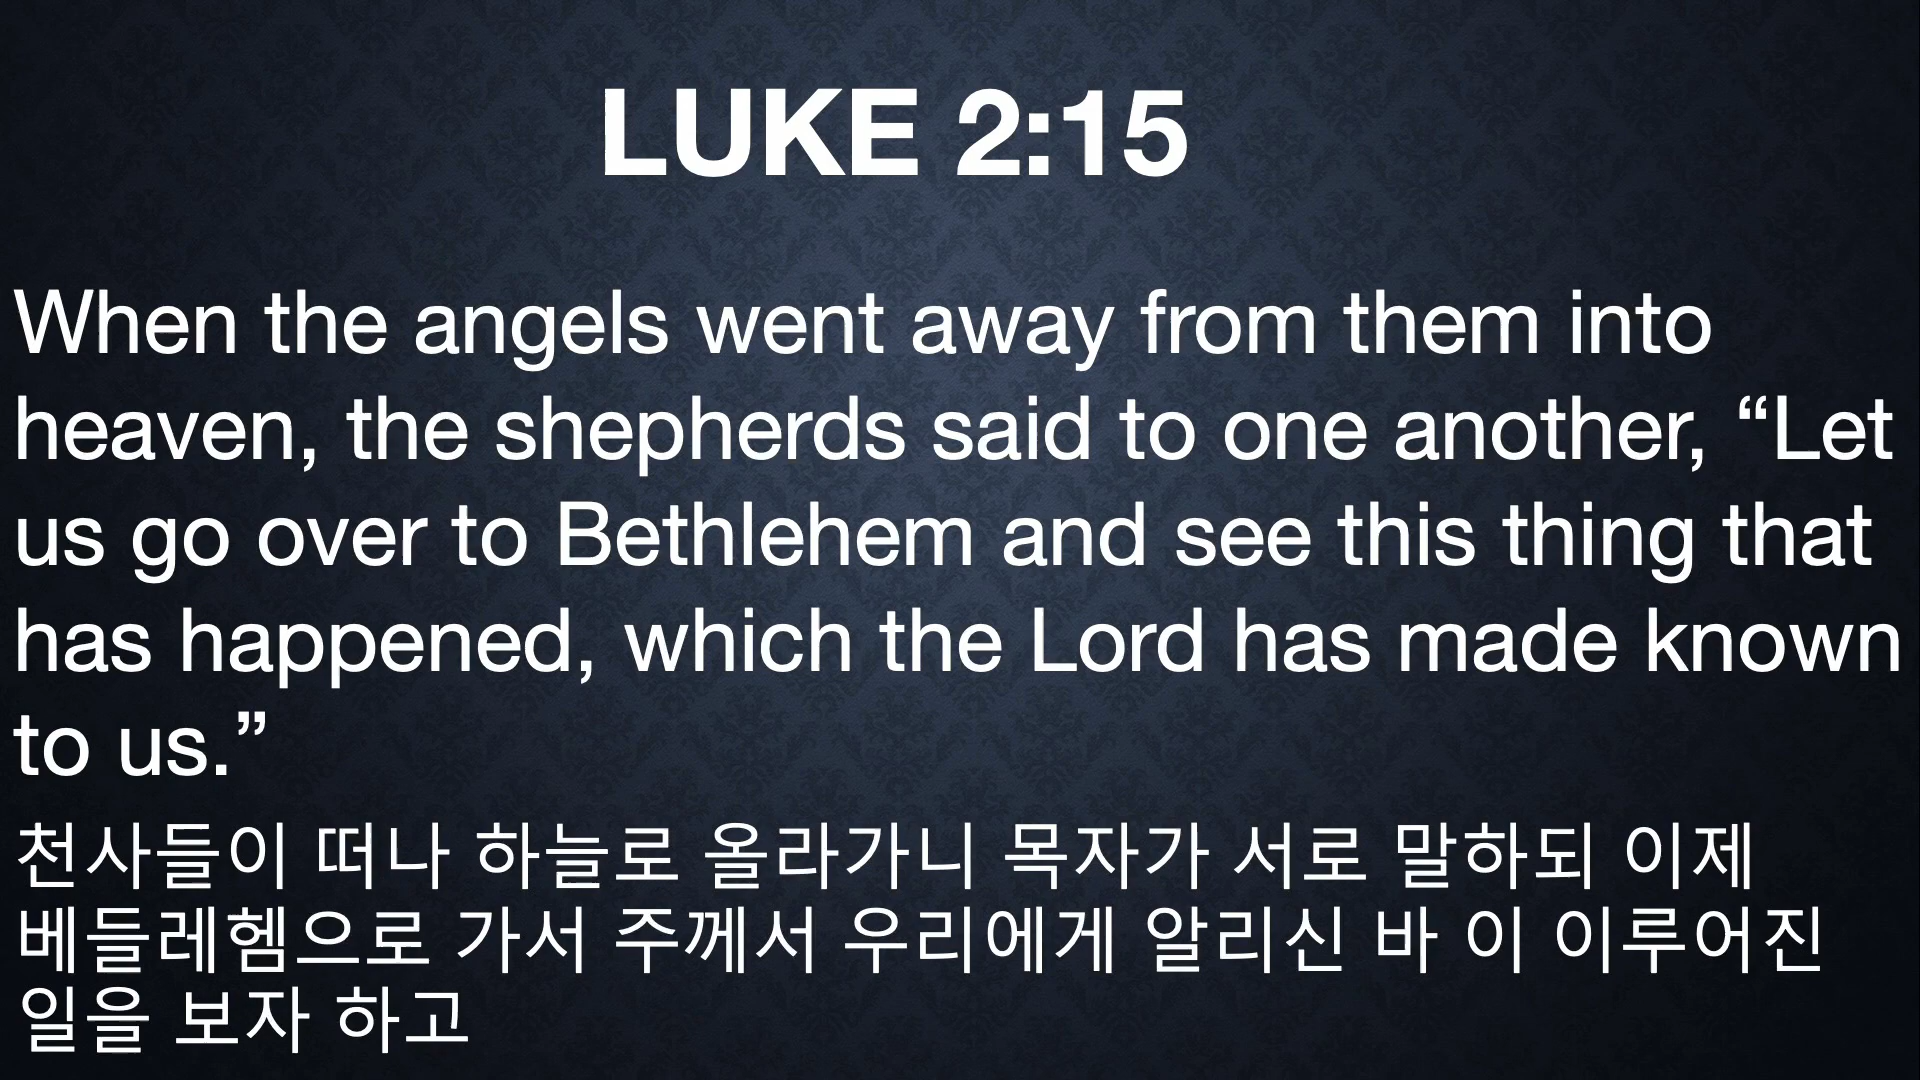 LUKE 2:15
When the angels went away from them into
heaven, the shepherds said to one another, “Let
us go over to Bethlehem and see this thing that
has happened, which the Lord has made known
to us.”
천사들이 떠나 하늘로 올라가니 목자가 서로 말하되 이제
베들레헴으로 가서 주께서 우리에게 알리신 바 이 이루어진
일을 보자 하고